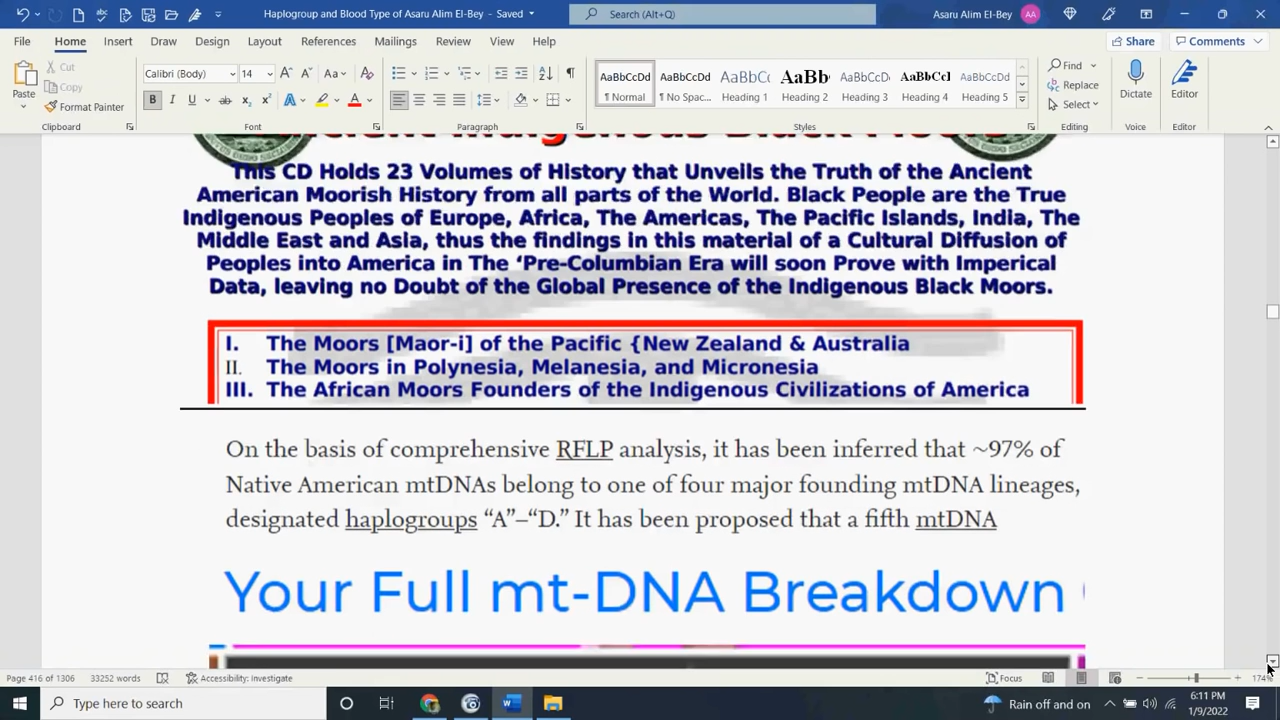 Haplogroup and Blood Type of Asaru Alim El-Bey - Saved
Search (Alt+Q)
Asaru Alim El-Bey
AA
File Home Insert Draw Design Layout References Mailings Review View Help
Share
Comments
Paste
Cut
Copy
Format Painter
Calibri (Body)
14
AaBbCcDd
¶ Normal
AaBbCcDd
¶ No Spac...
AaBbCc
Heading 1
AaBb
Heading 2
AaBbCcDd
Heading 3
AaBbCcI
Heading 4
AaBbCcDd
Heading 5
Find
Replace
Select
Dictate
Editor
Clipboard
Font
Paragraph
Styles
Editing
Voice
Editor
This CD Holds 23 Volumes of History that Unveils the Truth of the Ancient
American Moorish History from all parts of the World. Black People are the True
Indigenous Peoples of Europe, Africa, The Americas, The Pacific Islands, India, The
Middle East and Asia, thus the findings in this material of a Cultural Diffusion of
Peoples into America in The ‘Pre-Columbian Era will soon Prove with Imperical
Data, leaving no Doubt of the Global Presence of the Indigenous Black Moors.
I. The Moors [Maor-i] of the Pacific {New Zealand & Australia
II. The Moors in Polynesia, Melanesia, and Micronesia
III. The African Moors Founders of the Indigenous Civilizations of America
On the basis of comprehensive RFLP analysis, it has been inferred that ~97% of
Native American mtDNAs belong to one of four major founding mtDNA lineages,
designated haplogroups “A”–“D.” It has been proposed that a fifth mtDNA
Your Full mt-DNA Breakdown
Page 416 of 1306
33252 words
Accessibility: Investigate
Focus
174%
Type here to search
Rain off and on
6:11 PM
1/9/2022